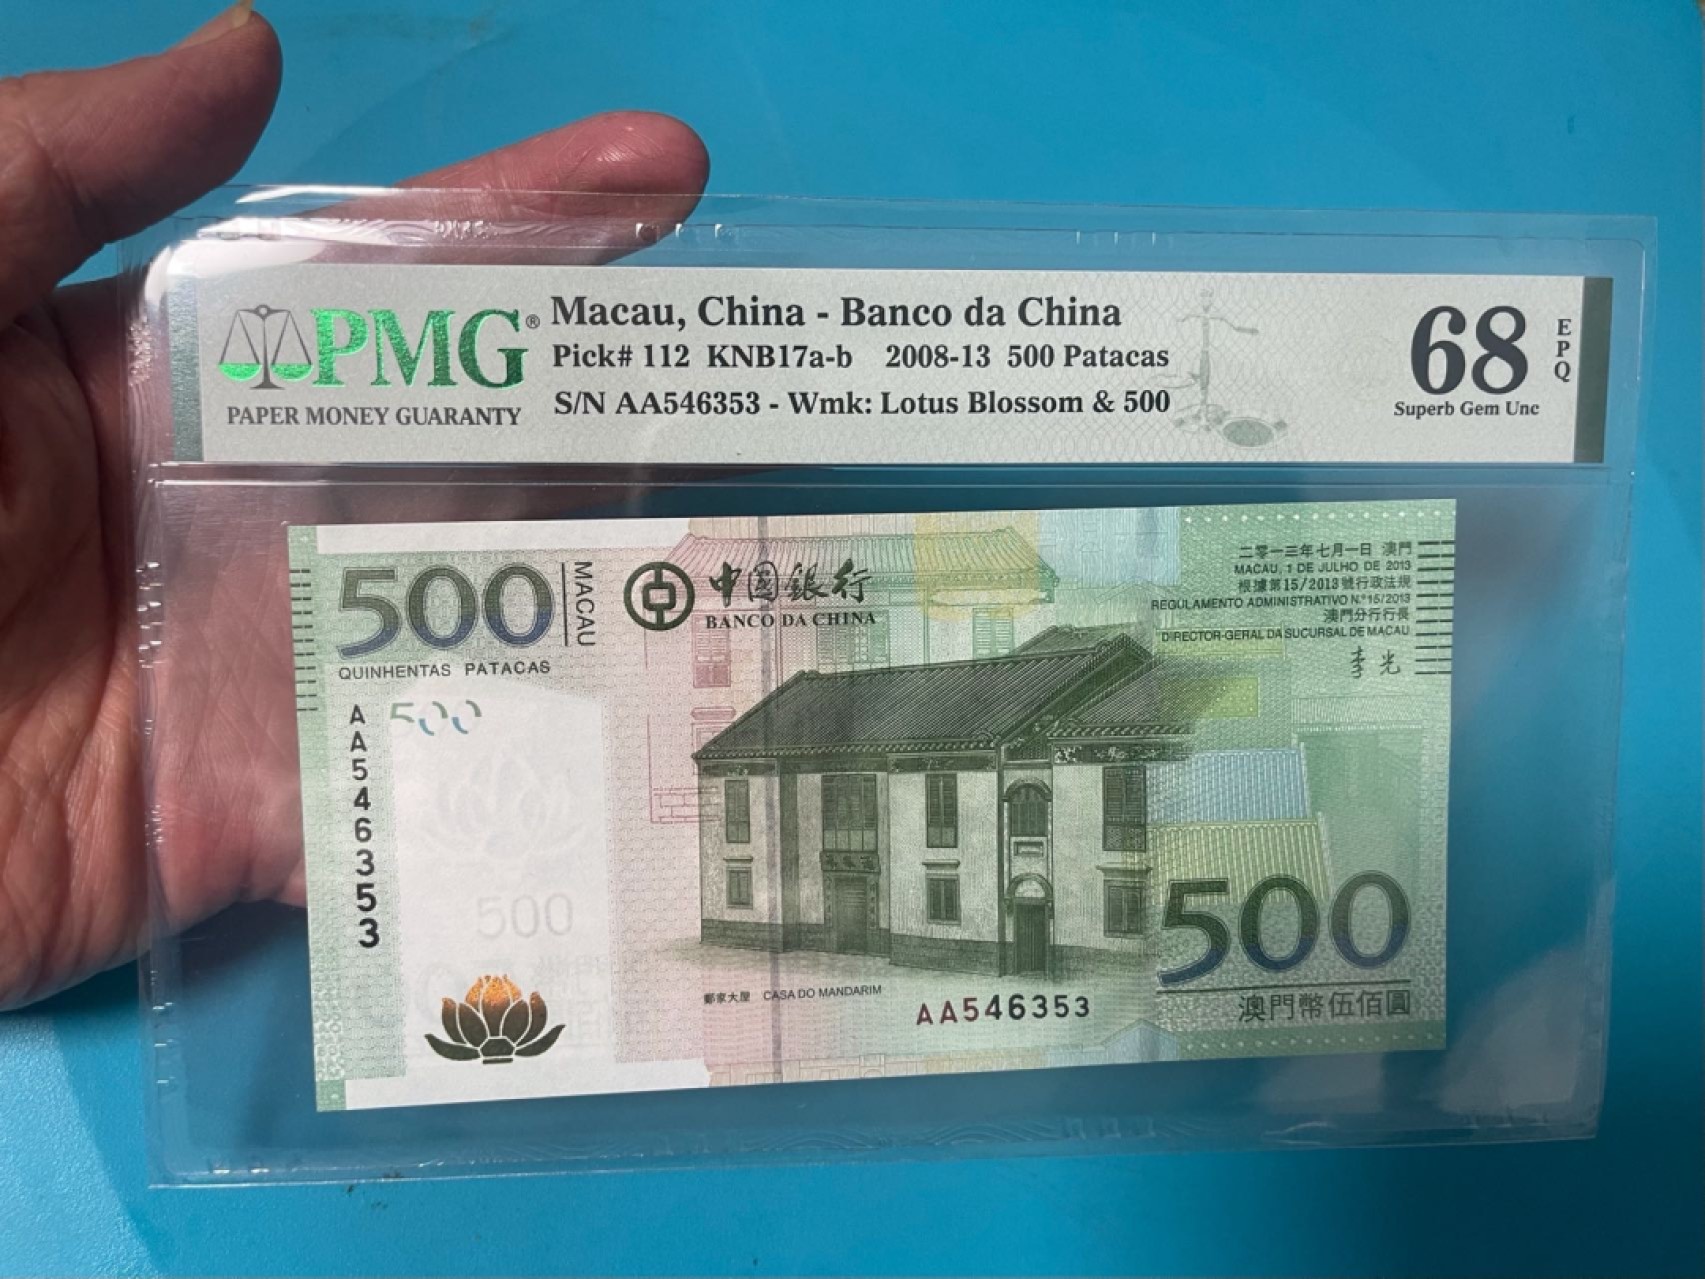 PMG®
PAPER MONEY GUARANTY
Macau, China - Banco da China
Pick# 112 KNB17a-b 2008-13 500 Patacas
S/N AA546353 - Wmk: Lotus Blossom & 500
68
EPQ
Superb Gem Unc
500
MACAU
QUINHENTAS PATACAS
中國銀行
BANCO DA CHINA
二零一三年七月一日 澳門
MACAU, 1 DE JULHO DE 2013
根據第15/2013號行政法規
REGULAMENTO ADMINISTRATIVO N.º 15/2013
澳門分行行長
DIRECTOR-GERAL DA SUCURSAL DE MACAU
李光
AA546353
500
500
鄭家大屋 CASA DO MANDARIM
AA546353
500
澳門幣伍佰圓